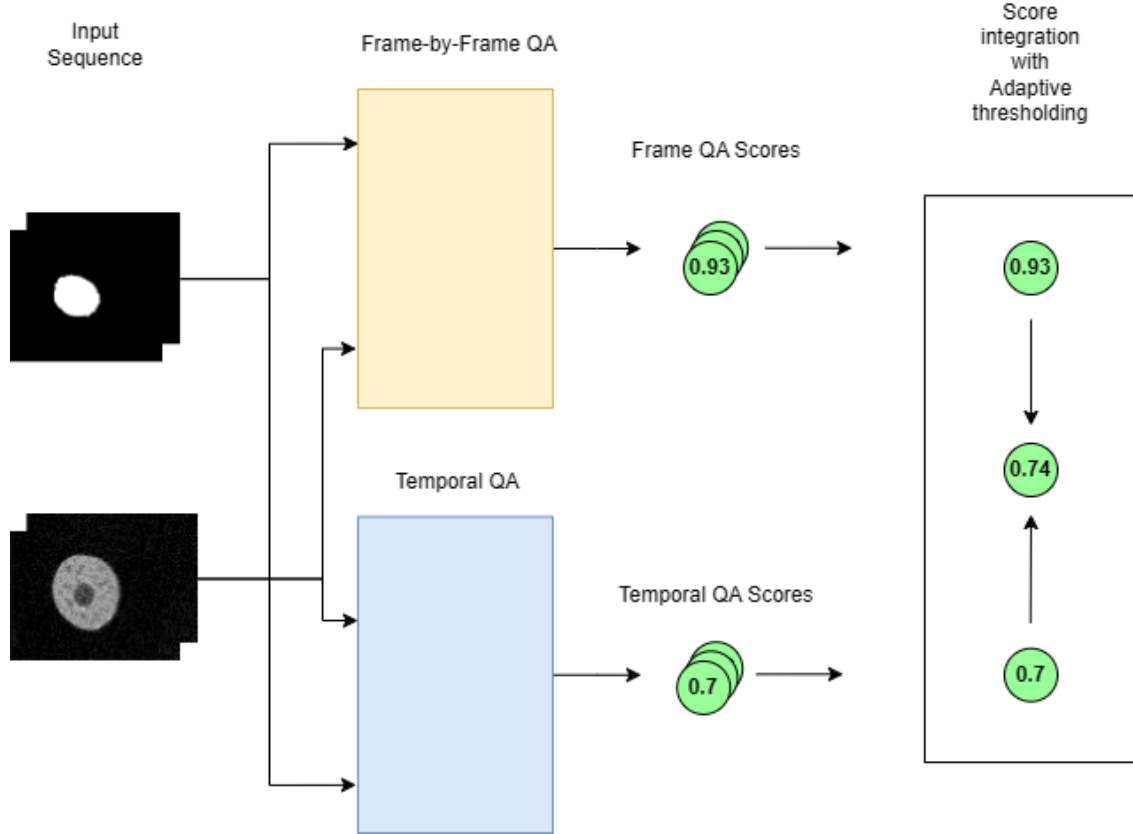 Input
Sequence
Frame-by-Frame QA
Score
integration
with
Adaptive
thresholding
Frame QA Scores
0.93
0.93
0.74
Temporal QA
Temporal QA Scores
0.7
0.7